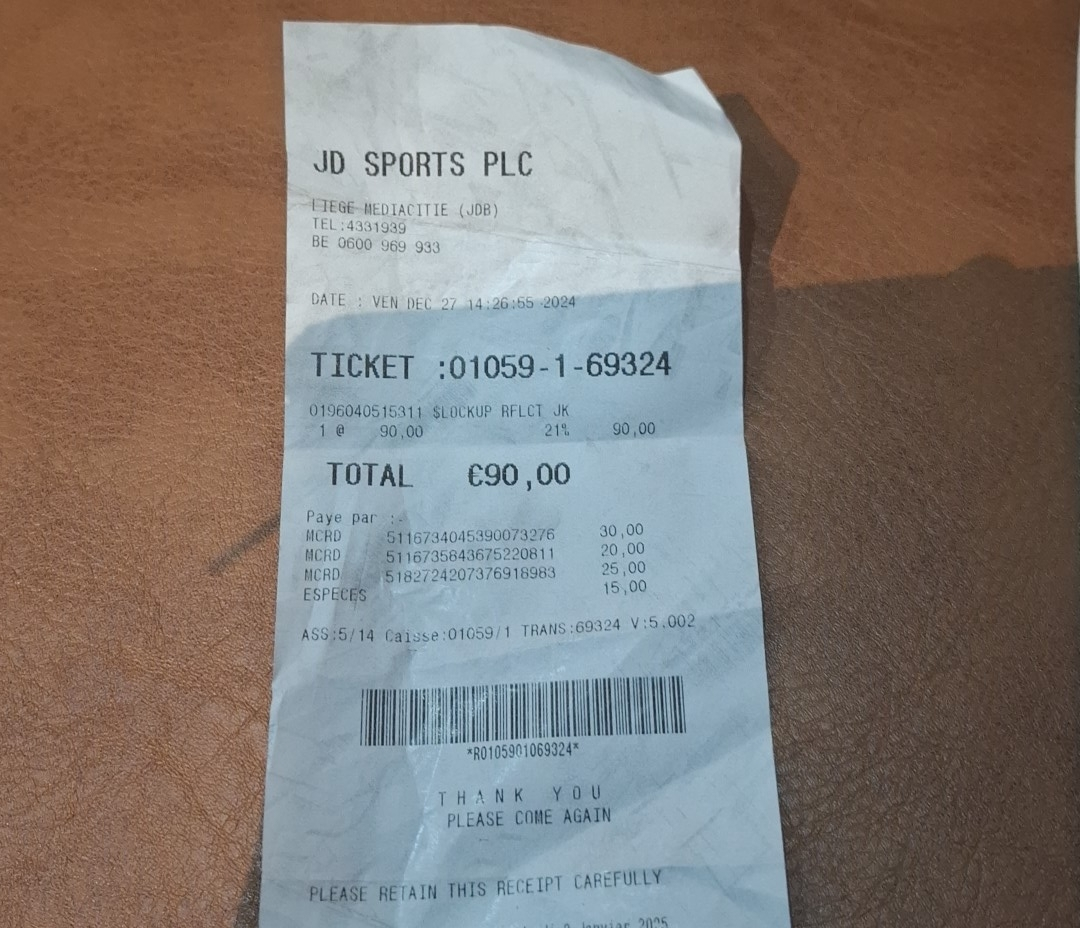 JD SPORTS PLC
LIEGE MEDIACITIE (JDB)
TEL:4331939
BE 0600 969 933
DATE : VEN DEC 27 14:26:55 2024
TICKET :01059-1-69324
0196040515311 $LOCKUP RFLCT JK
1 @ 90,00 21% 90,00
TOTAL €90,00
Paye par :-
MCRD 5116734045390073276 30,00
MCRD 5116735843675220811 20,00
MCRD 5182724207376918983 25,00
ESPECES 15,00
ASS:5/14 Caisse:01059/1 TRANS:69324 V:5.002
*R0105901069324*
THANK YOU
PLEASE COME AGAIN
PLEASE RETAIN THIS RECEIPT CAREFULLY
Janvier 2025